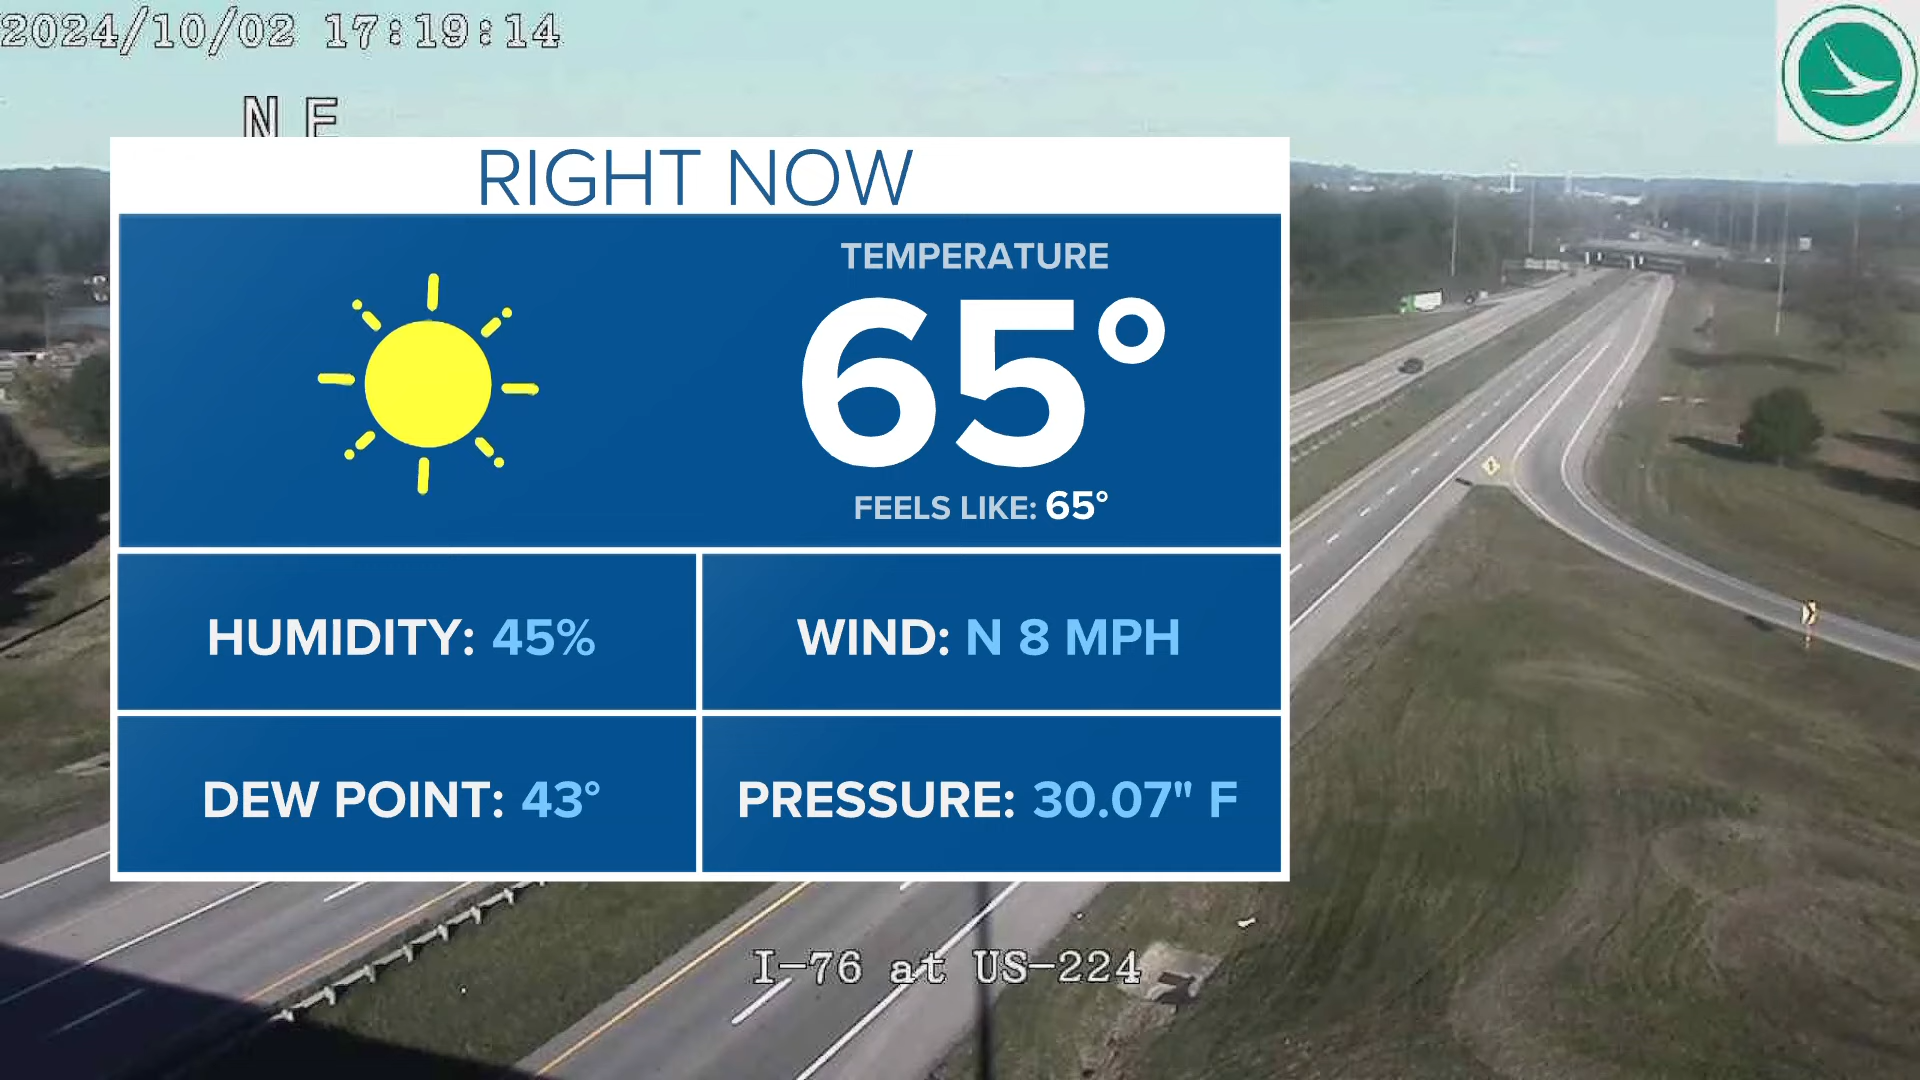 2024/10/02 17:19:14
N E
RIGHT NOW
TEMPERATURE
65°
FEELS LIKE: 65°
HUMIDITY: 45%
WIND: N 8 MPH
DEW POINT: 43°
PRESSURE: 30.07" F
I-76 at US-224